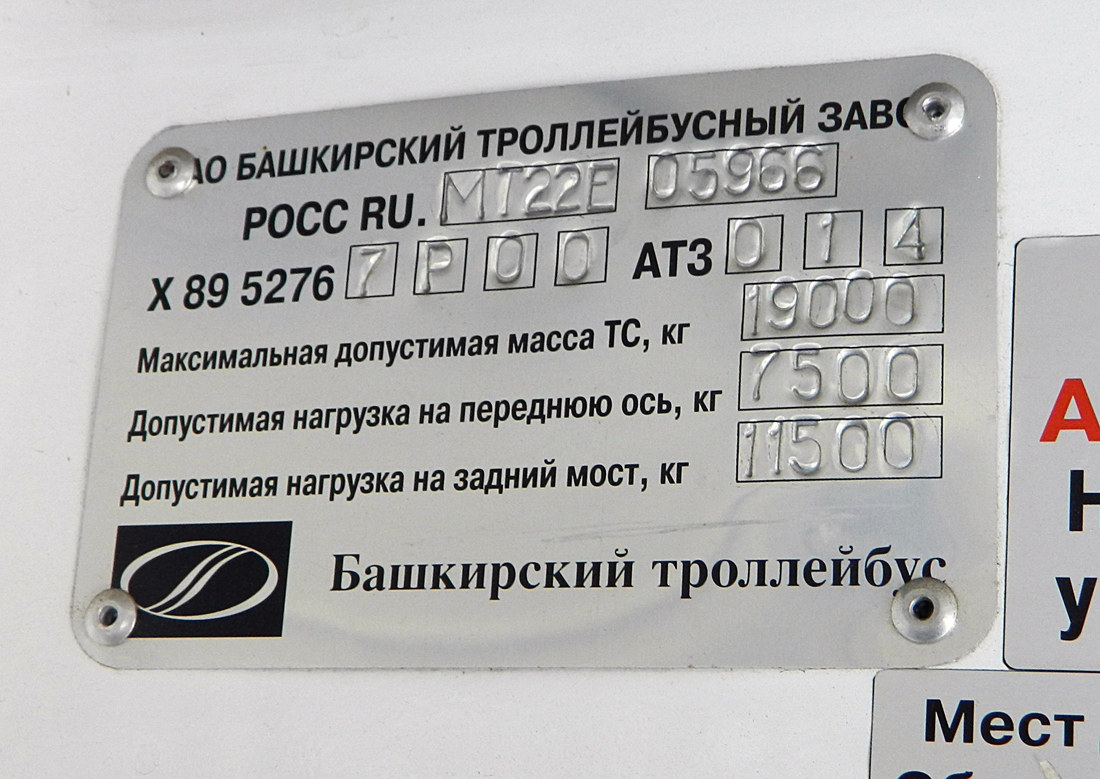 АО БАШКИРСКИЙ ТРОЛЛЕЙБУСНЫЙ ЗАВО
РОСС RU. МТ22Е 05966
X 89 5276 7 P 0 0 АТЗ 0 1 4
Максимальная допустимая масса ТС, кг 19000
Допустимая нагрузка на переднюю ось, кг 7500
Допустимая нагрузка на задний мост, кг 11500
Башкирский троллейбус
А
Н
у
Мест